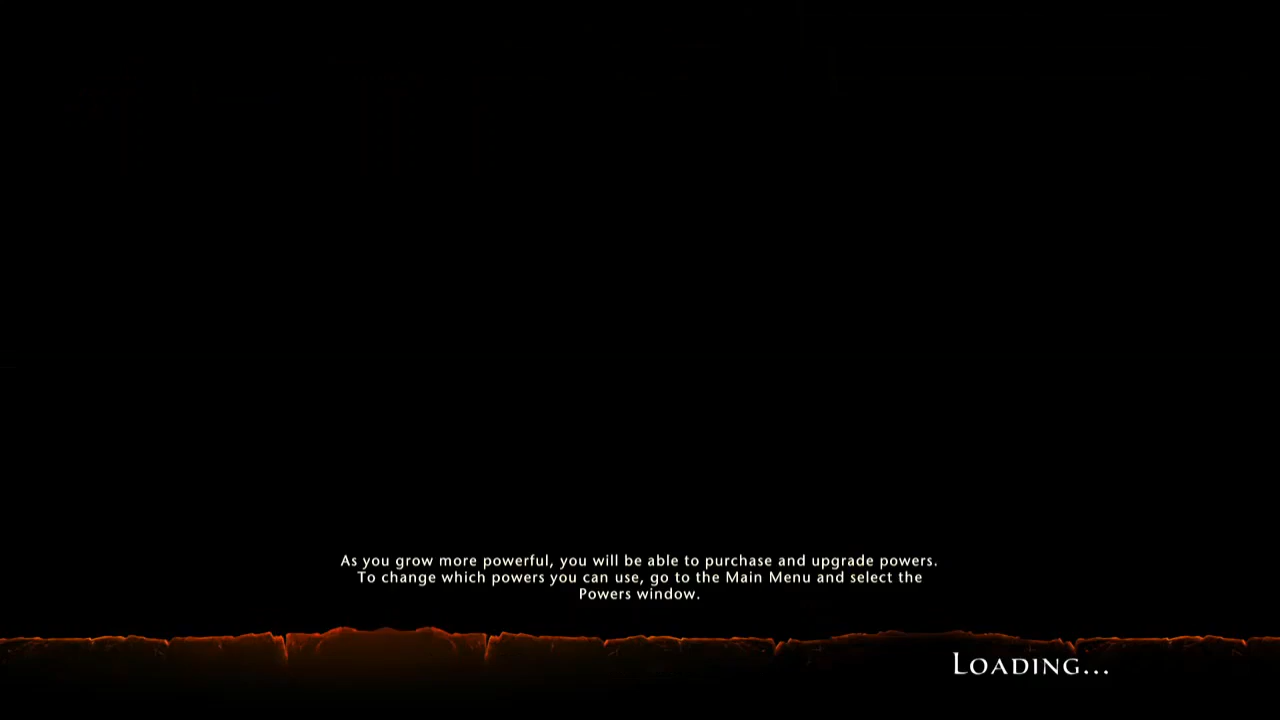 As you grow more powerful, you will be able to purchase and upgrade powers.
To change which powers you can use, go to the Main Menu and select the
Powers window.
Loading...